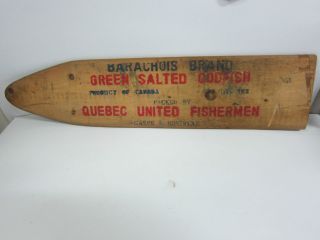 BARACHOIS BRAND
GREEN SALTED CODFISH
PRODUCT OF CANADA
PACKED BY
QUEBEC UNITED FISHERMEN